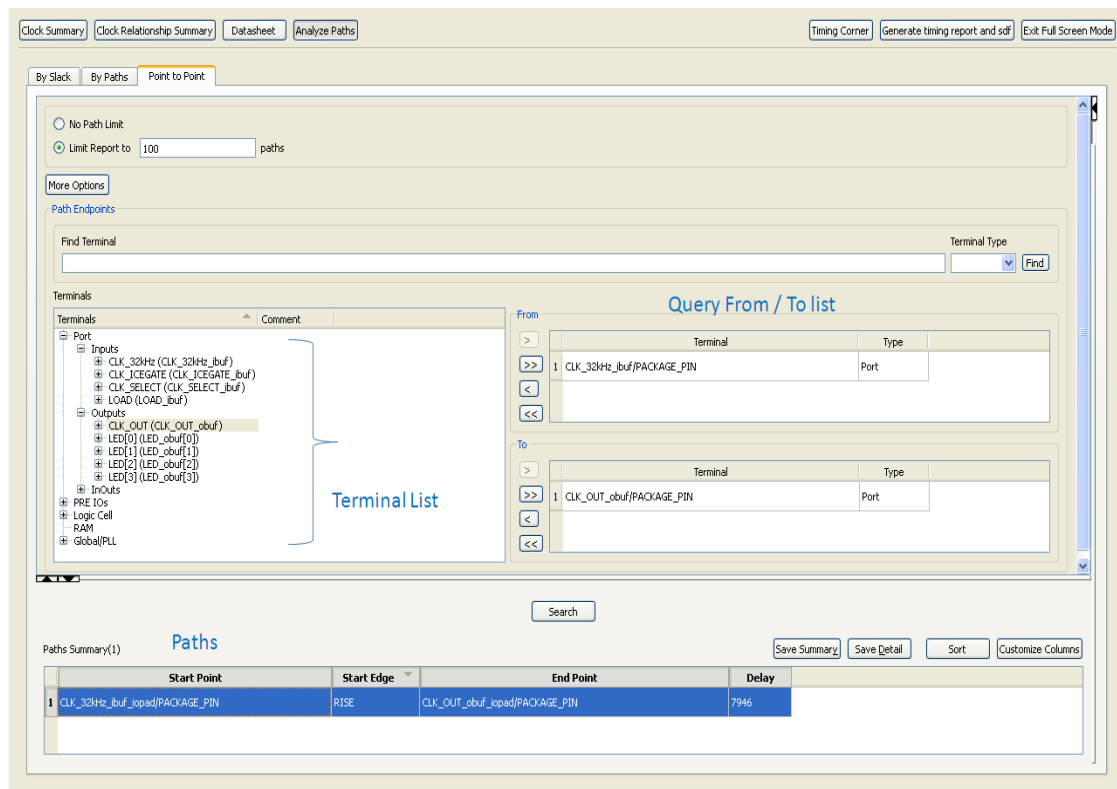 Clock Summary Clock Relationship Summary Datasheet Analyze Paths Timing Corner Generate timing report and sdf Exit Full Screen Mode
By Slack By Paths Point to Point
No Path Limit
Limit Report to 100 paths
More Options
Path Endpoints
Find Terminal Terminal Type
Find
Terminals
Query From / To list
Terminals Comment
Port
Inputs
CLK_32kHz (CLK_32kHz_ibuf)
CLK_ICEGATE (CLK_ICEGATE_ibuf)
CLK_SELECT (CLK_SELECT_ibuf)
LOAD (LOAD_ibuf)
Outputs
CLK_OUT (CLK_OUT_obuf)
LED[0] (LED_obuf[0])
LED[1] (LED_obuf[1])
LED[2] (LED_obuf[2])
LED[3] (LED_obuf[3])
InOuts
PRE IOs
Logic Cell
RAM
Global/PLL
Terminal List
From
> Terminal Type
>> 1 CLK_32kHz_ibuf/PACKAGE_PIN Port
<
<<
To
> Terminal Type
>> 1 CLK_OUT_obuf/PACKAGE_PIN Port
<
<<
Search
Paths Summary(1) Paths Save Summary Save Detail Sort Customize Columns
Start Point Start Edge End Point Delay
1 CLK_32kHz_ibuf_iopad/PACKAGE_PIN RISE CLK_OUT_obuf_iopad/PACKAGE_PIN 7946